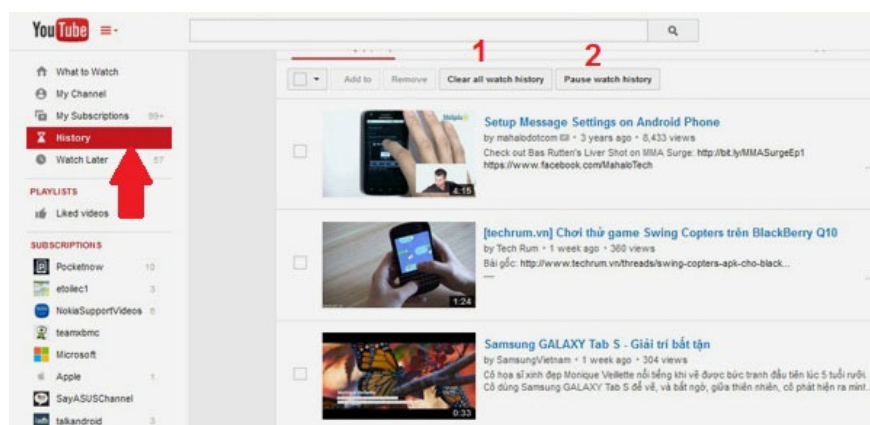 YouTube
1
2
Add to
Remove
Clear all watch history
Pause watch history
What to Watch
My Channel
My Subscriptions 99+
History
Watch Later 57
PLAYLISTS
Liked videos
SUBSCRIPTIONS
Pocketnow 10
etoilec1 3
NokiaSupportVideos 6
teamxbmc
Microsoft
Apple 1
SayASUSChannel
talkandroid 3
Setup Message Settings on Android Phone
by mahalodotcom • 3 years ago • 8,433 views
Check out Bas Rutten's Liver Shot on MMA Surge: http://bit.ly/MMASurgeEp1
https://www.facebook.com/MahaloTech
4:15
[techrum.vn] Chơi thử game Swing Copters trên BlackBerry Q10
by Tech Rum • 1 week ago • 360 views
Bài gốc: http://www.techrum.vn/threads/swing-copters-apk-cho-black...
1:24
Samsung GALAXY Tab S - Giải trí bất tận
by SamsungVietnam • 1 week ago • 304 views
Cô họa sĩ xinh đẹp Monique Veillette nổi tiếng khi vẽ được bức tranh đầu tiên lúc 5 tuổi rưỡi.
Cô dùng Samsung GALAXY Tab S để vẽ, và bất ngờ, giữa thiên nhiên, cô phát hiện ra mình...
0:33